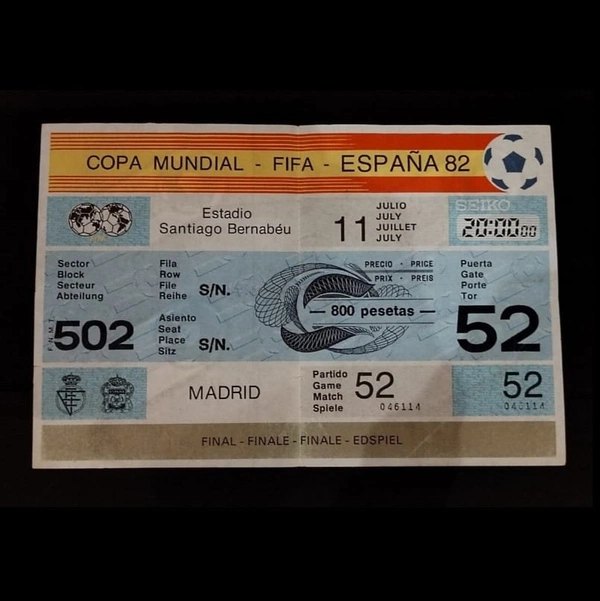 COPA MUNDIAL - FIFA - ESPAÑA 82
Estadio
Santiago Bernabéu
11
JULIO
JULY
JUILLET
JULY
SEIKO
20:00 00
Sector
Block
Secteur
Abteilung
F.N.M.T.
502
Fila
Row
File
Reihe
S/N.
Asiento
Seat
Place
Sitz
S/N.
PRECIO - PRICE
PRIX - PREIS
800 pesetas
Puerta
Gate
Porte
Tor
52
MADRID
Partido
Game
Match
Spiele
52
046114
52
046114
FINAL - FINALE - FINALE - EDSPIEL